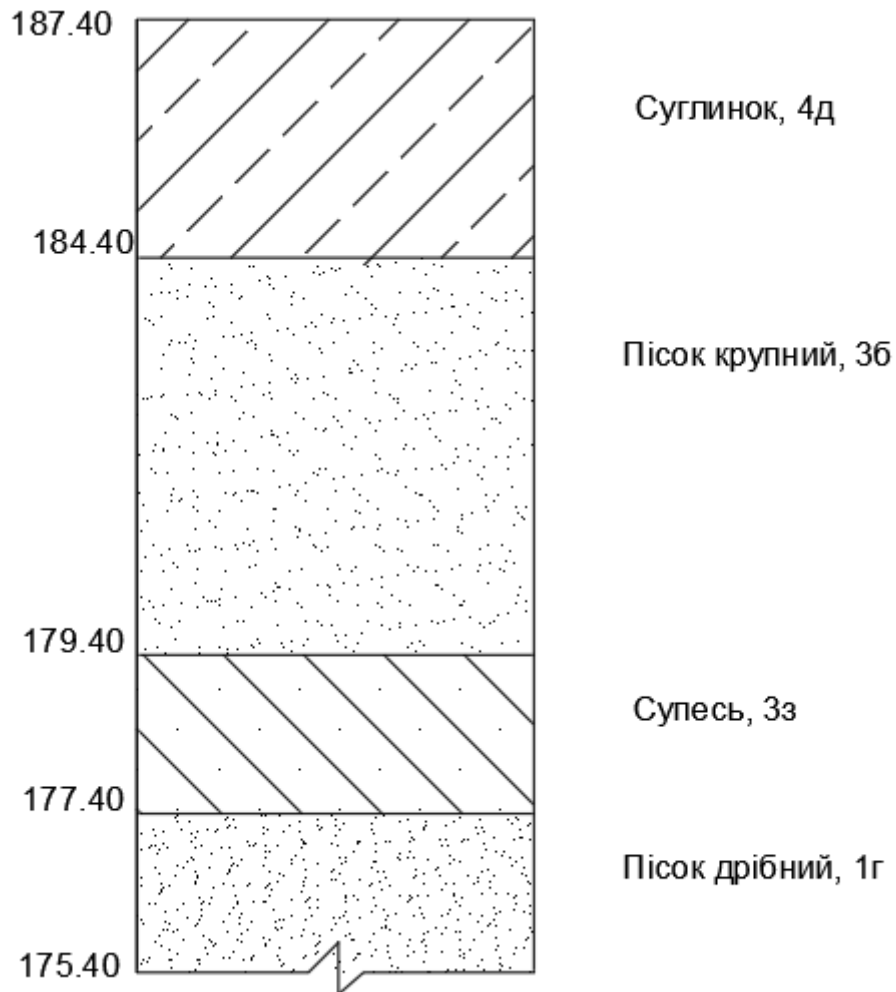 187.40
Суглинок, 4д
184.40
Пісок крупний, 3б
179.40
Супесь, 3з
177.40
Пісок дрібний, 1г
175.40